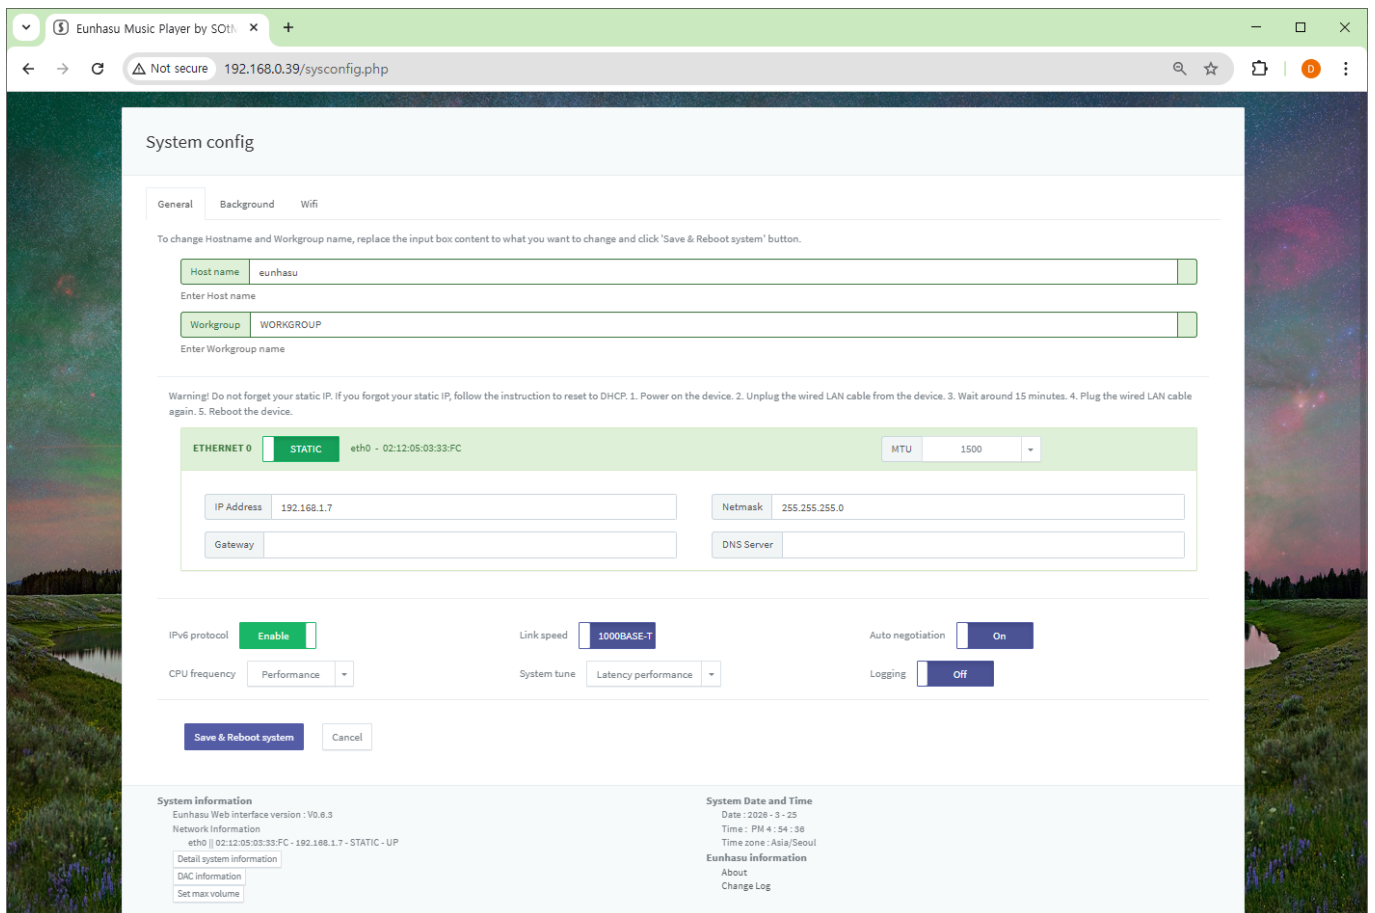 Eunhasu Music Player by SOtM
Not secure
192.168.0.39/sysconfig.php
D
System config
General
Background
Wifi
To change Hostname and Workgroup name, replace the input box content to what you want to change and click 'Save & Reboot system' button.
Host name
eunhasu
Enter Host name
Workgroup
WORKGROUP
Enter Workgroup name
Warning! Do not forget your static IP. If you forgot your static IP, follow the instruction to reset to DHCP. 1. Power on the device. 2. Unplug the wired LAN cable from the device. 3. Wait around 15 minutes. 4. Plug the wired LAN cable
again. 5. Reboot the device.
ETHERNET 0
STATIC
eth0 - 02:12:05:03:33:FC
MTU
1500
IP Address
192.168.1.7
Netmask
255.255.255.0
Gateway
DNS Server
IPv6 protocol
Enable
Link speed
1000BASE-T
Auto negotiation
On
CPU frequency
Performance
System tune
Latency performance
Logging
Off
Save & Reboot system
Cancel
System information
Eunhasu Web interface version : V0.6.3
Network Information
eth0 || 02:12:05:03:33:FC - 192.168.1.7 - STATIC - UP
Detail system information
DAC information
Set max volume
System Date and Time
Date : 2026 - 3 - 25
Time : PM 4 : 54 : 36
Time zone : Asia/Seoul
Eunhasu information
About
Change Log